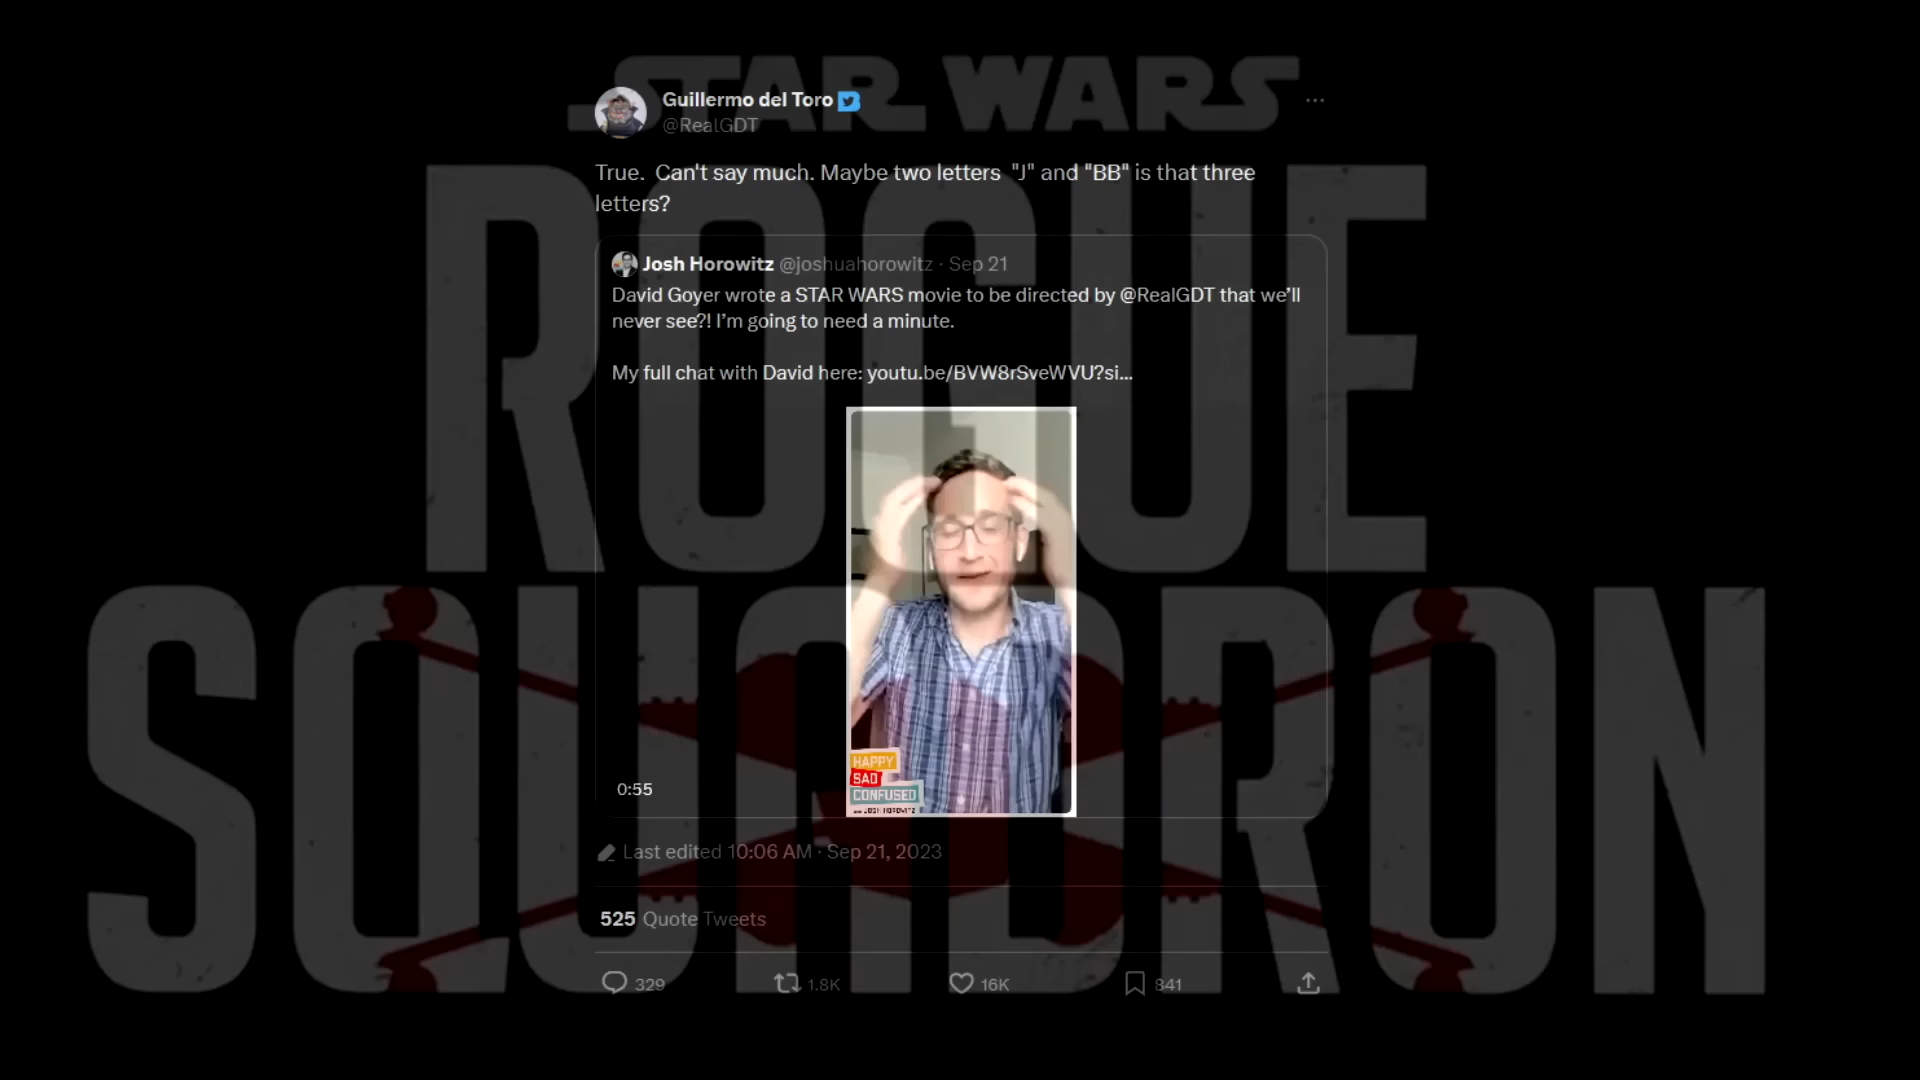 STAR WARS
ROGUE
SQUADRON
Guillermo del Toro
@RealGDT
True. Can't say much. Maybe two letters "J" and "BB" is that three
letters?
Josh Horowitz @joshuahorowitz · Sep 21
David Goyer wrote a STAR WARS movie to be directed by @RealGDT that we'll
never see?! I'm going to need a minute.
My full chat with David here: youtu.be/BVW8rSveWVU?si...
HAPPY
SAD
CONFUSED
JOSH HOROWITZ
0:55
Last edited 10:06 AM · Sep 21, 2023
525 Quote Tweets
329 1.8K 16K 841